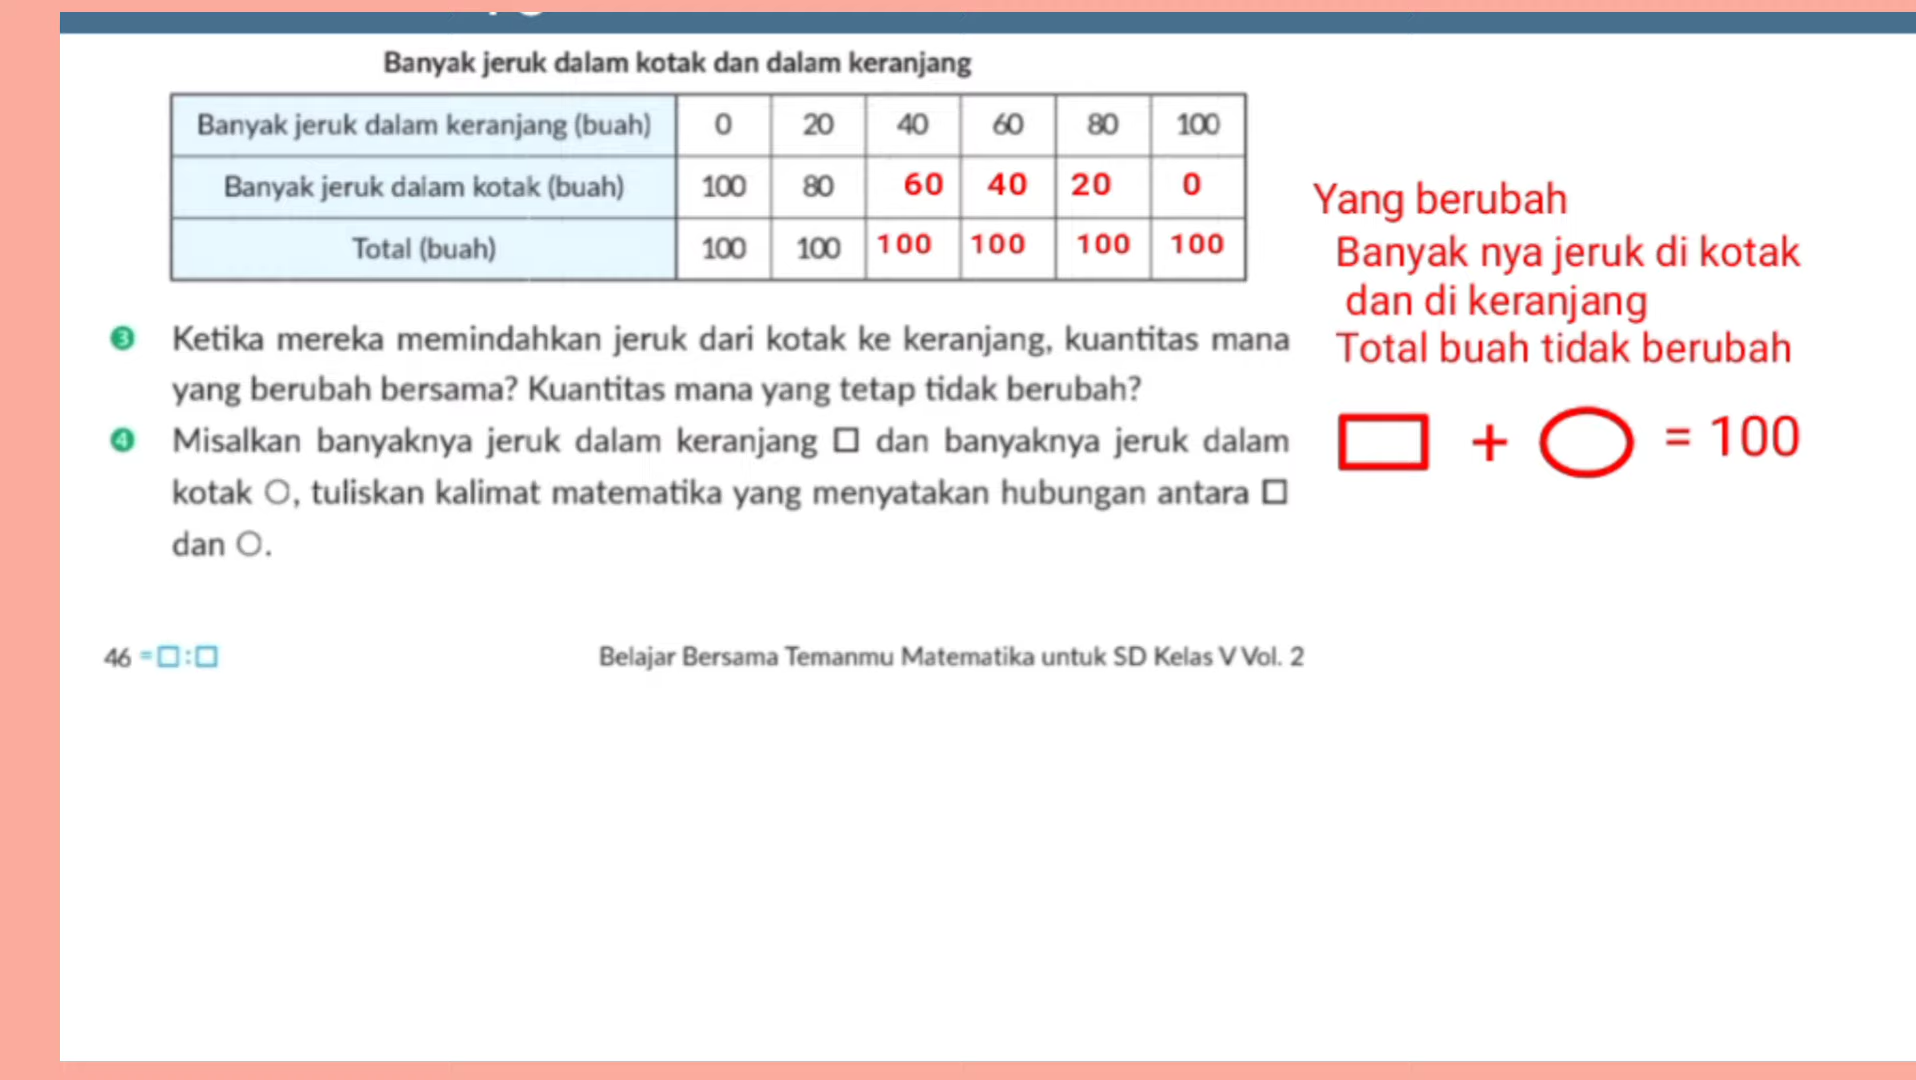 Banyak jeruk dalam kotak dan dalam keranjang
Banyak jeruk dalam keranjang (buah) 0 20 40 60 80 100
Banyak jeruk dalam kotak (buah) 100 80 60 40 20 0
Total (buah) 100 100 100 100 100 100
Yang berubah
Banyak nya jeruk di kotak
dan di keranjang
Total buah tidak berubah
□ + ○ = 100
3 Ketika mereka memindahkan jeruk dari kotak ke keranjang, kuantitas mana
yang berubah bersama? Kuantitas mana yang tetap tidak berubah?
4 Misalkan banyaknya jeruk dalam keranjang □ dan banyaknya jeruk dalam
kotak ○, tuliskan kalimat matematika yang menyatakan hubungan antara □
dan ○.
46 = □ : □
Belajar Bersama Temanmu Matematika untuk SD Kelas V Vol. 2